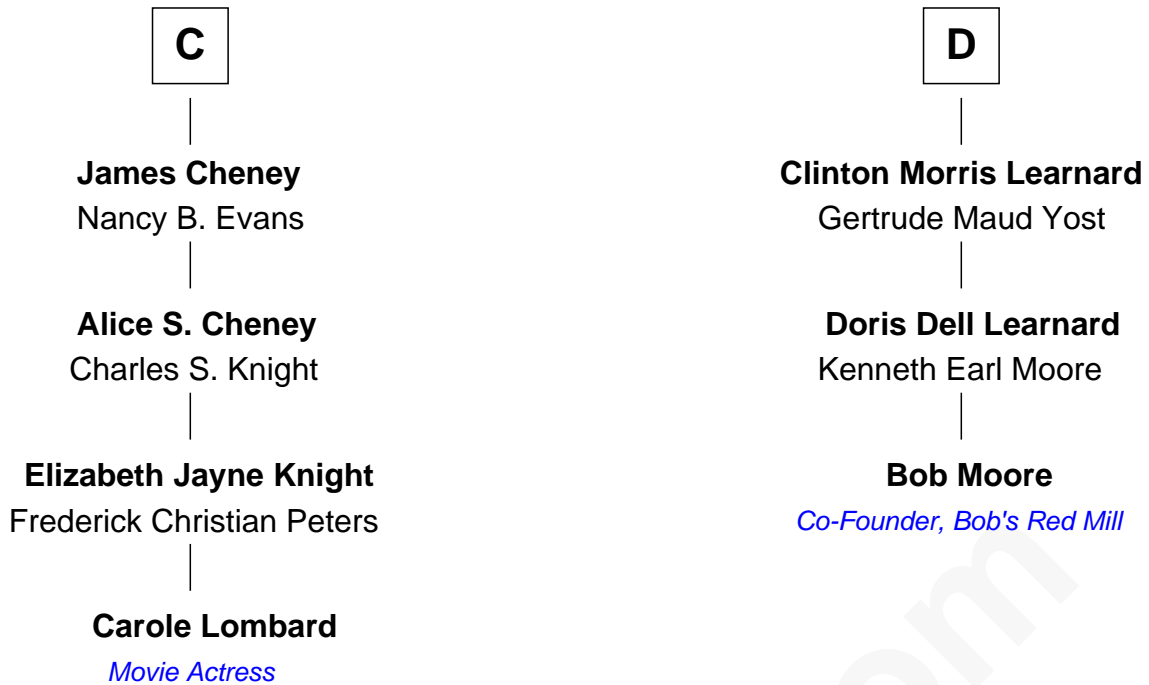 C
James Cheney
Nancy B. Evans
Alice S. Cheney
Charles S. Knight
Elizabeth Jayne Knight
Frederick Christian Peters
Carole Lombard
Movie Actress
D
Clinton Morris Learnard
Gertrude Maud Yost
Doris Dell Learnard
Kenneth Earl Moore
Bob Moore
Co-Founder, Bob's Red Mill
om